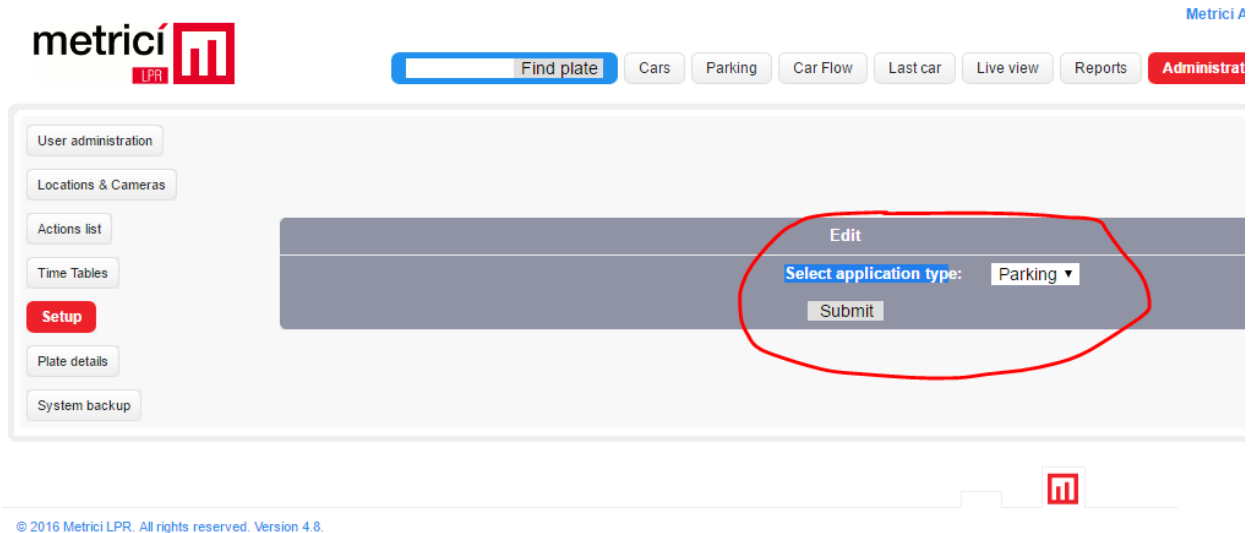 Metrici A
metricí
LPR
Find plate
Cars
Parking
Car Flow
Last car
Live view
Reports
Administrat
User administration
Locations & Cameras
Actions list
Edit
Time Tables
Select application type:
Parking
Submit
Setup
Plate details
System backup
© 2016 Metrici LPR. All rights reserved. Version 4.8.